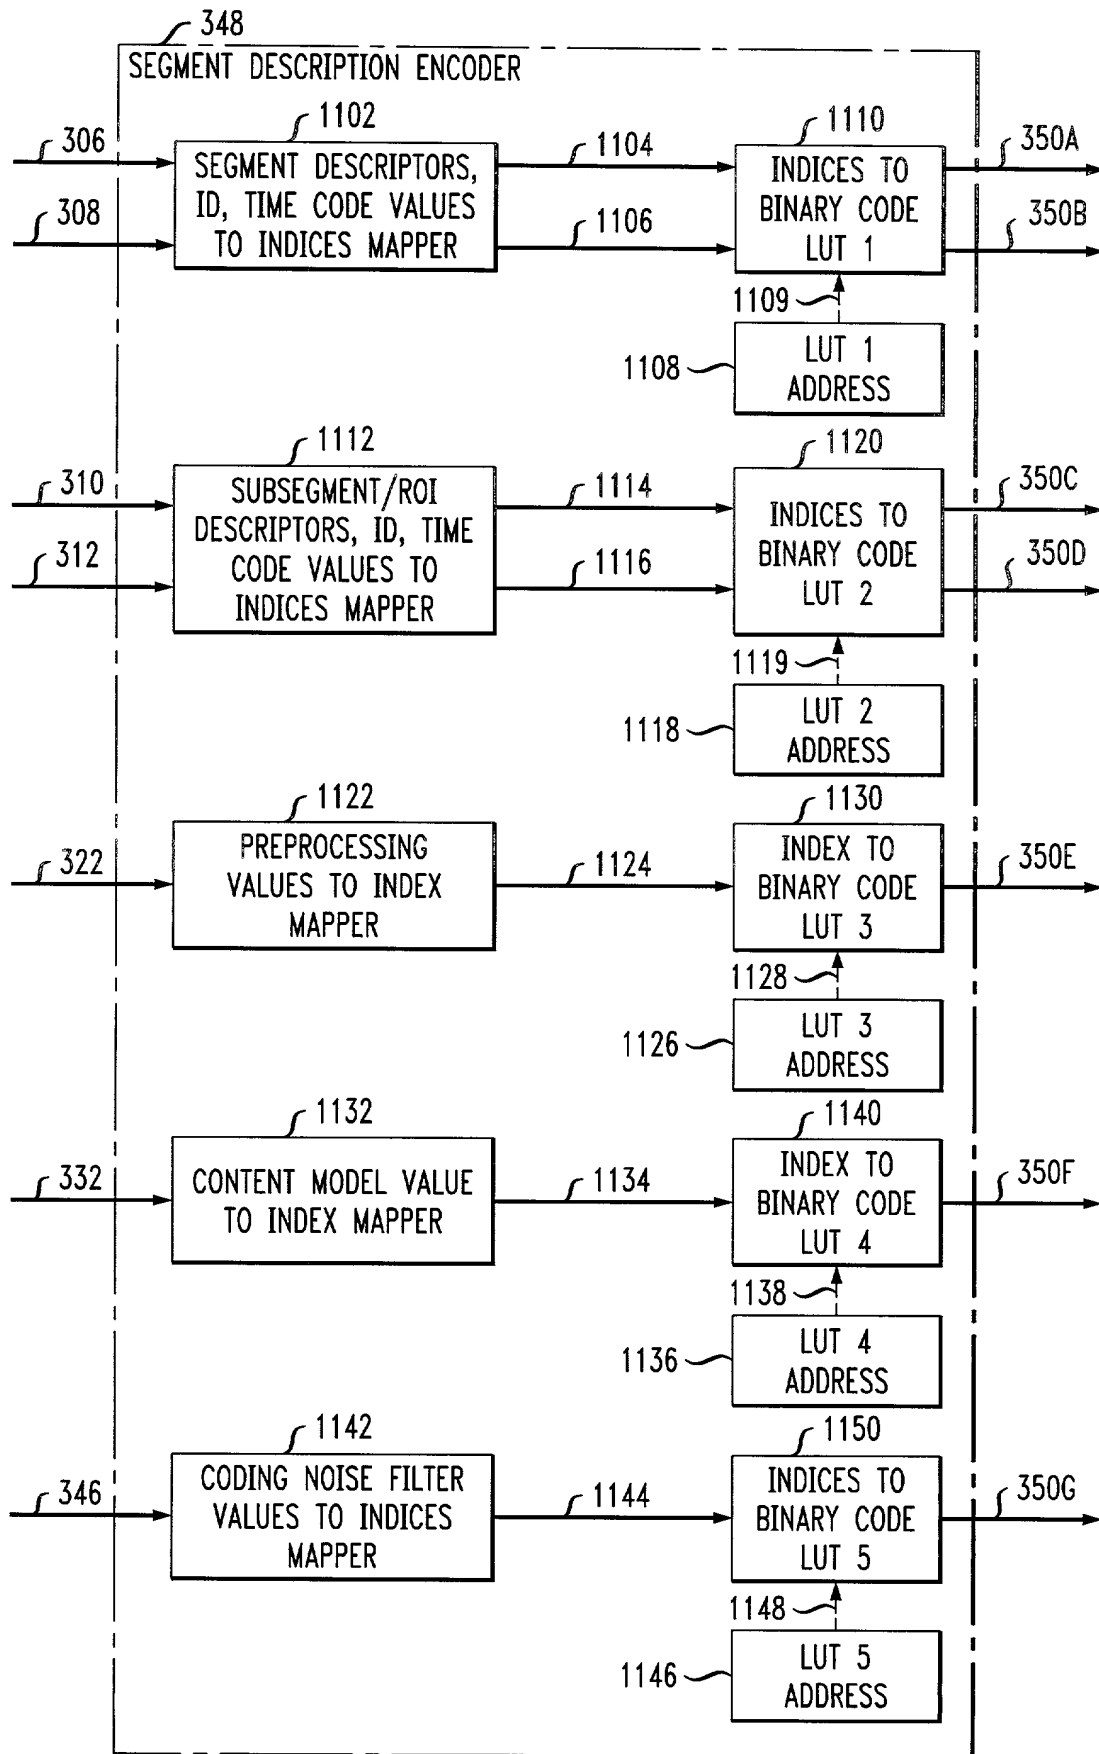 348
SEGMENT DESCRIPTION ENCODER
1102
1110
306
1104
350A
SEGMENT DESCRIPTORS,
ID, TIME CODE VALUES
TO INDICES MAPPER
INDICES TO
BINARY CODE
LUT 1
308
1106
350B
1109
1108
LUT 1
ADDRESS
1112
1120
310
1114
350C
SUBSEGMENT/ROI
DESCRIPTORS, ID, TIME
CODE VALUES TO
INDICES MAPPER
INDICES TO
BINARY CODE
LUT 2
312
1116
350D
1119
1118
LUT 2
ADDRESS
1122
1130
322
1124
350E
PREPROCESSING
VALUES TO INDEX
MAPPER
INDEX TO
BINARY CODE
LUT 3
1128
1126
LUT 3
ADDRESS
1132
1140
332
1134
350F
CONTENT MODEL VALUE
TO INDEX MAPPER
INDEX TO
BINARY CODE
LUT 4
1138
1136
LUT 4
ADDRESS
1142
1150
346
1144
350G
CODING NOISE FILTER
VALUES TO INDICES
MAPPER
INDICES TO
BINARY CODE
LUT 5
1148
1146
LUT 5
ADDRESS